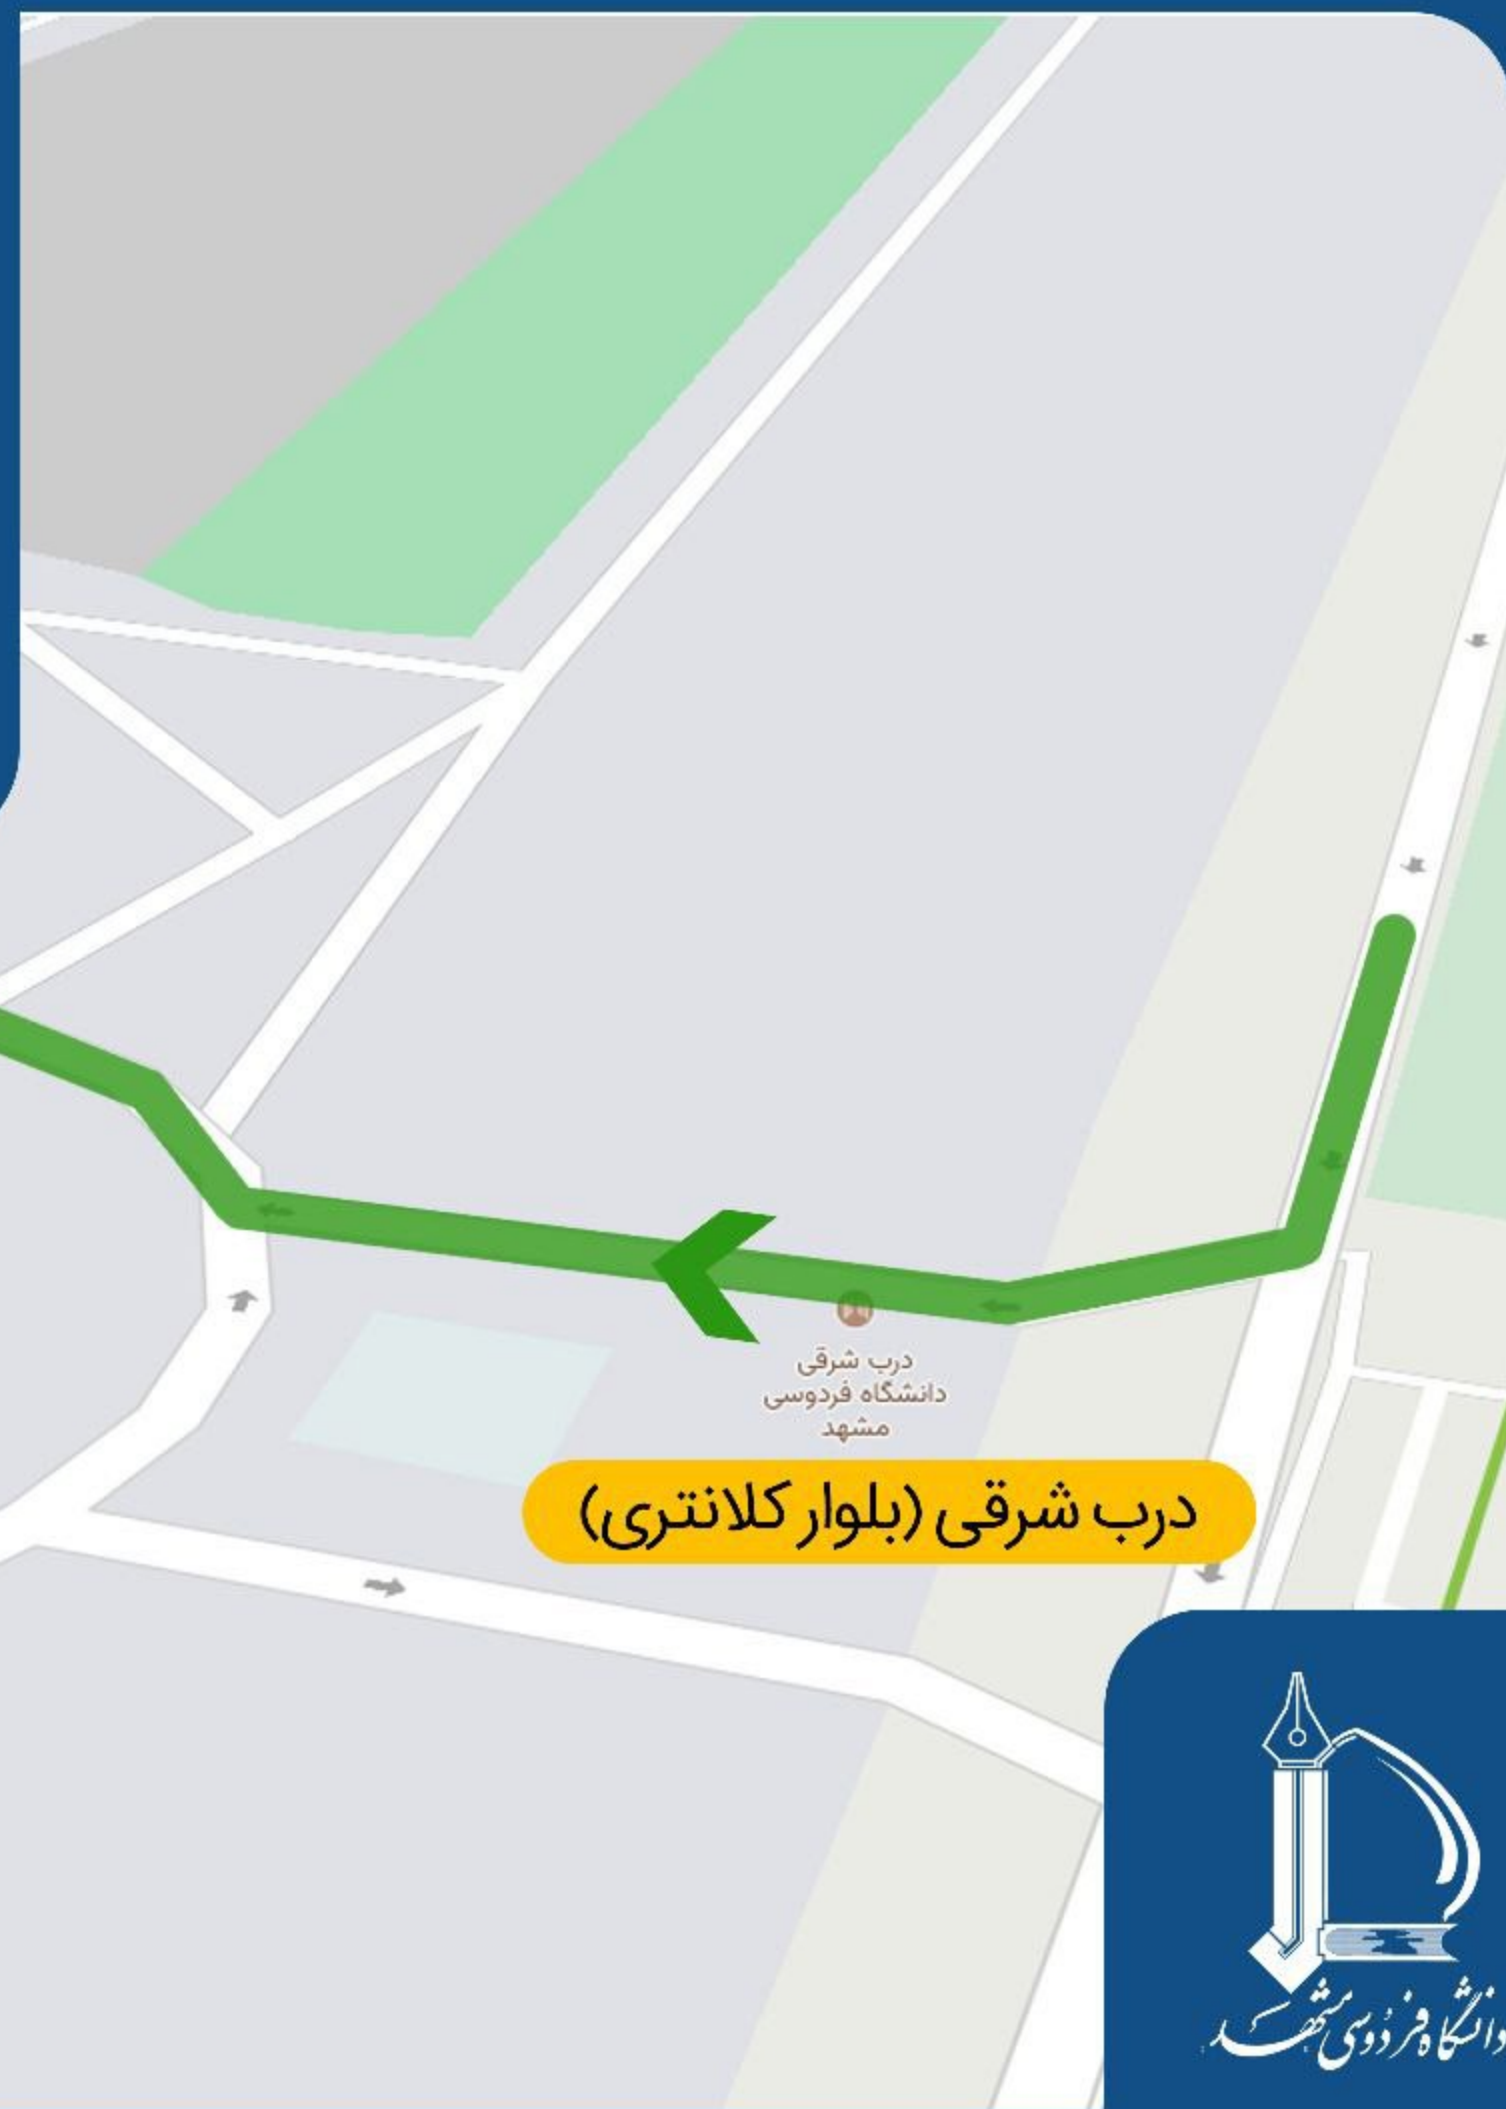 درب شرقی
دانشگاه فردوسی
مشهد
درب شرقی (بلوار کلانتری)
دانشگاه فردوسی مشهد